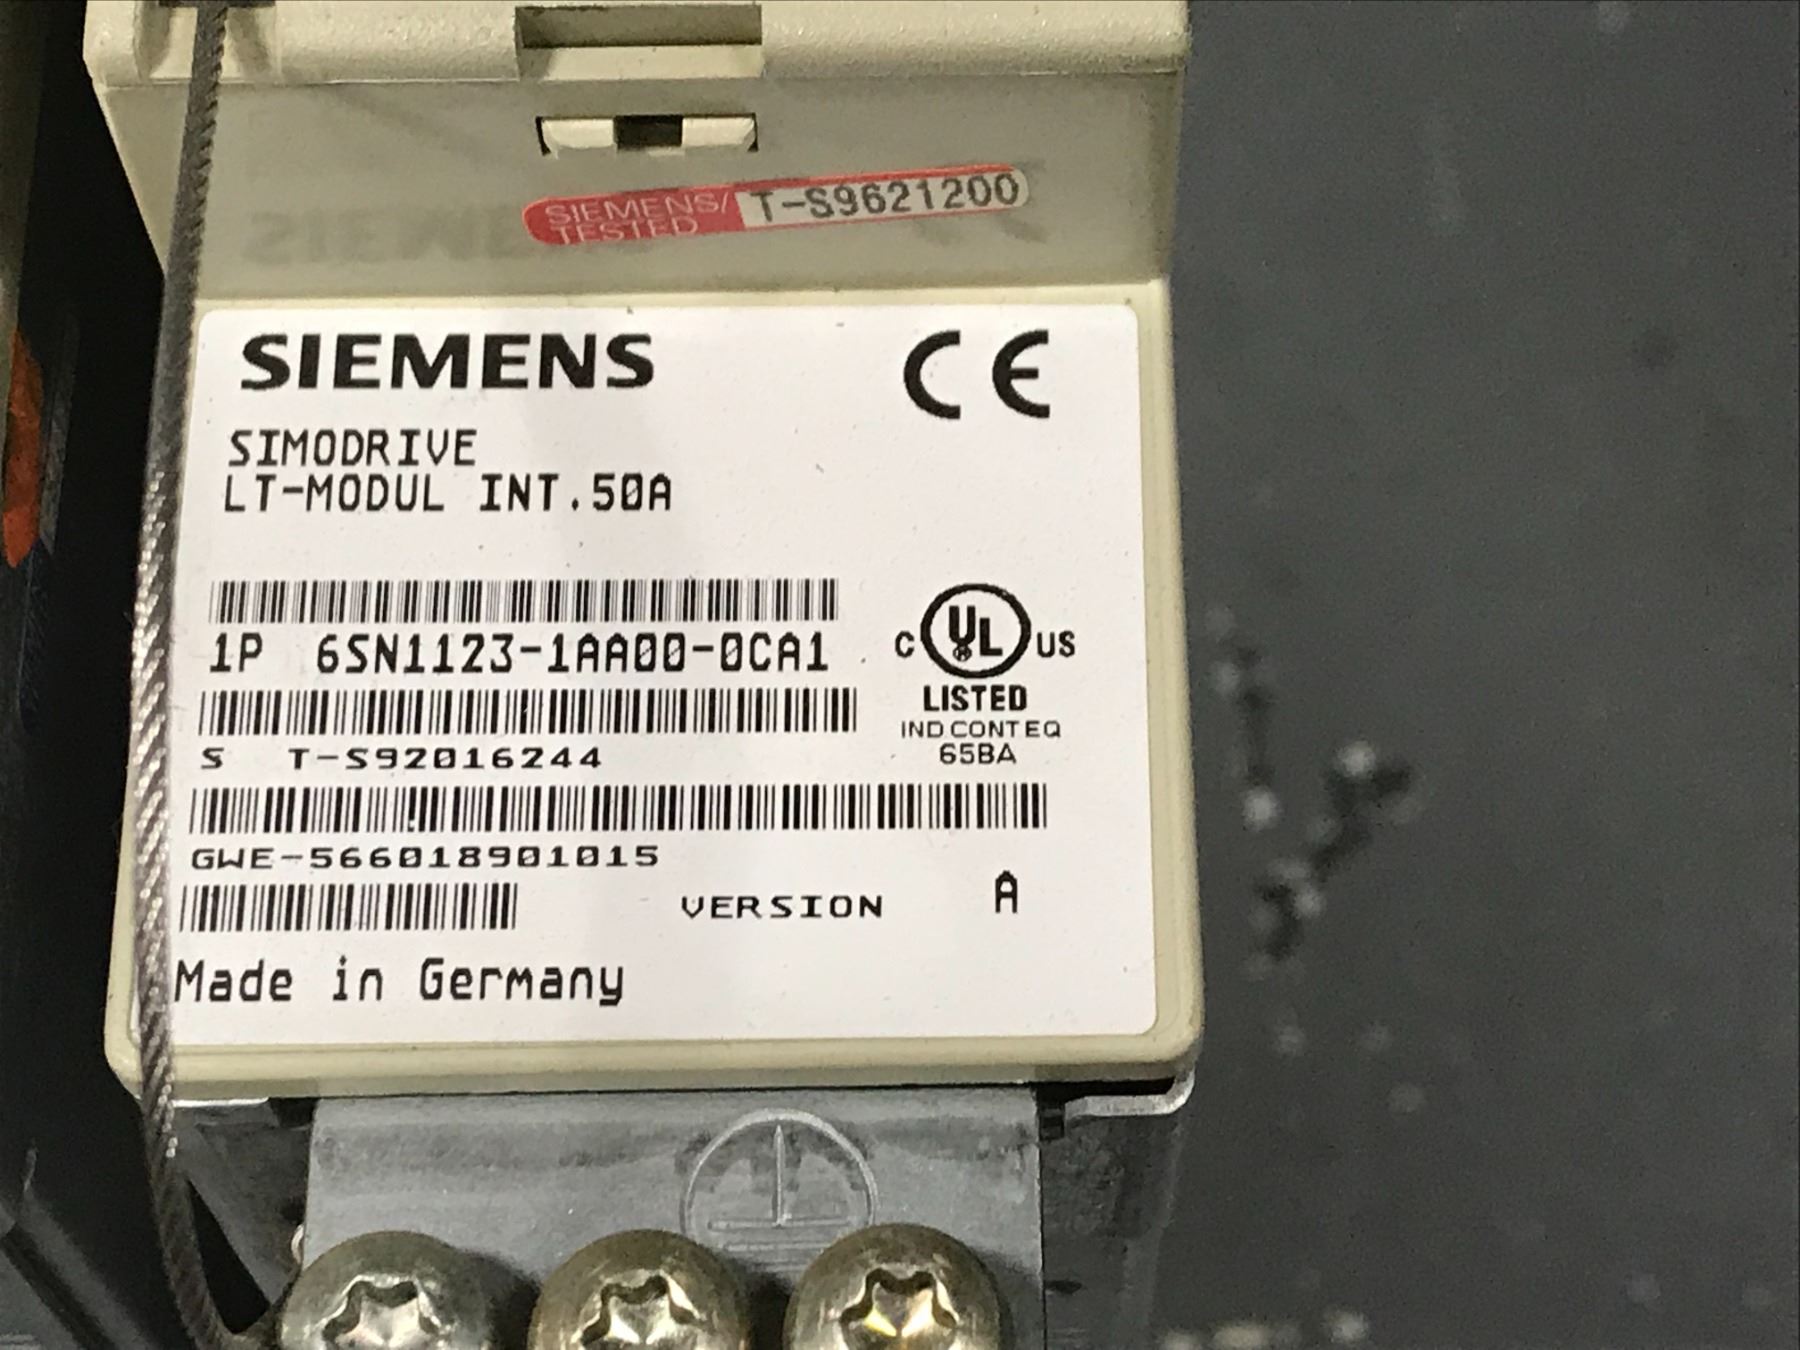 SIEMENS/ T-S9621200
TESTED
SIEMENS CE
SIMODRIVE
LT-MODUL INT.50A
1P 6SN1123-1AA00-0CA1
C UL US
LISTED
IND.CONT.EQ
65BA
S T-S92016244
GWE-566018901015
VERSION A
Made in Germany